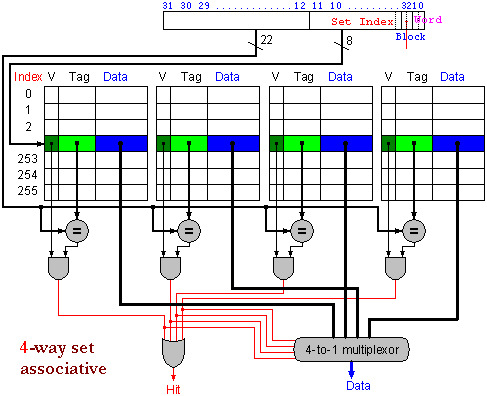 31 30 29 ............. 12 11 10 ........ 3210
Set Index Word
Block
22 8
Index V Tag Data V Tag Data V Tag Data V Tag Data
0
1
2
253
254
255
= = = =
4-way set
associative
4-to-1 multiplexor
Hit
Data